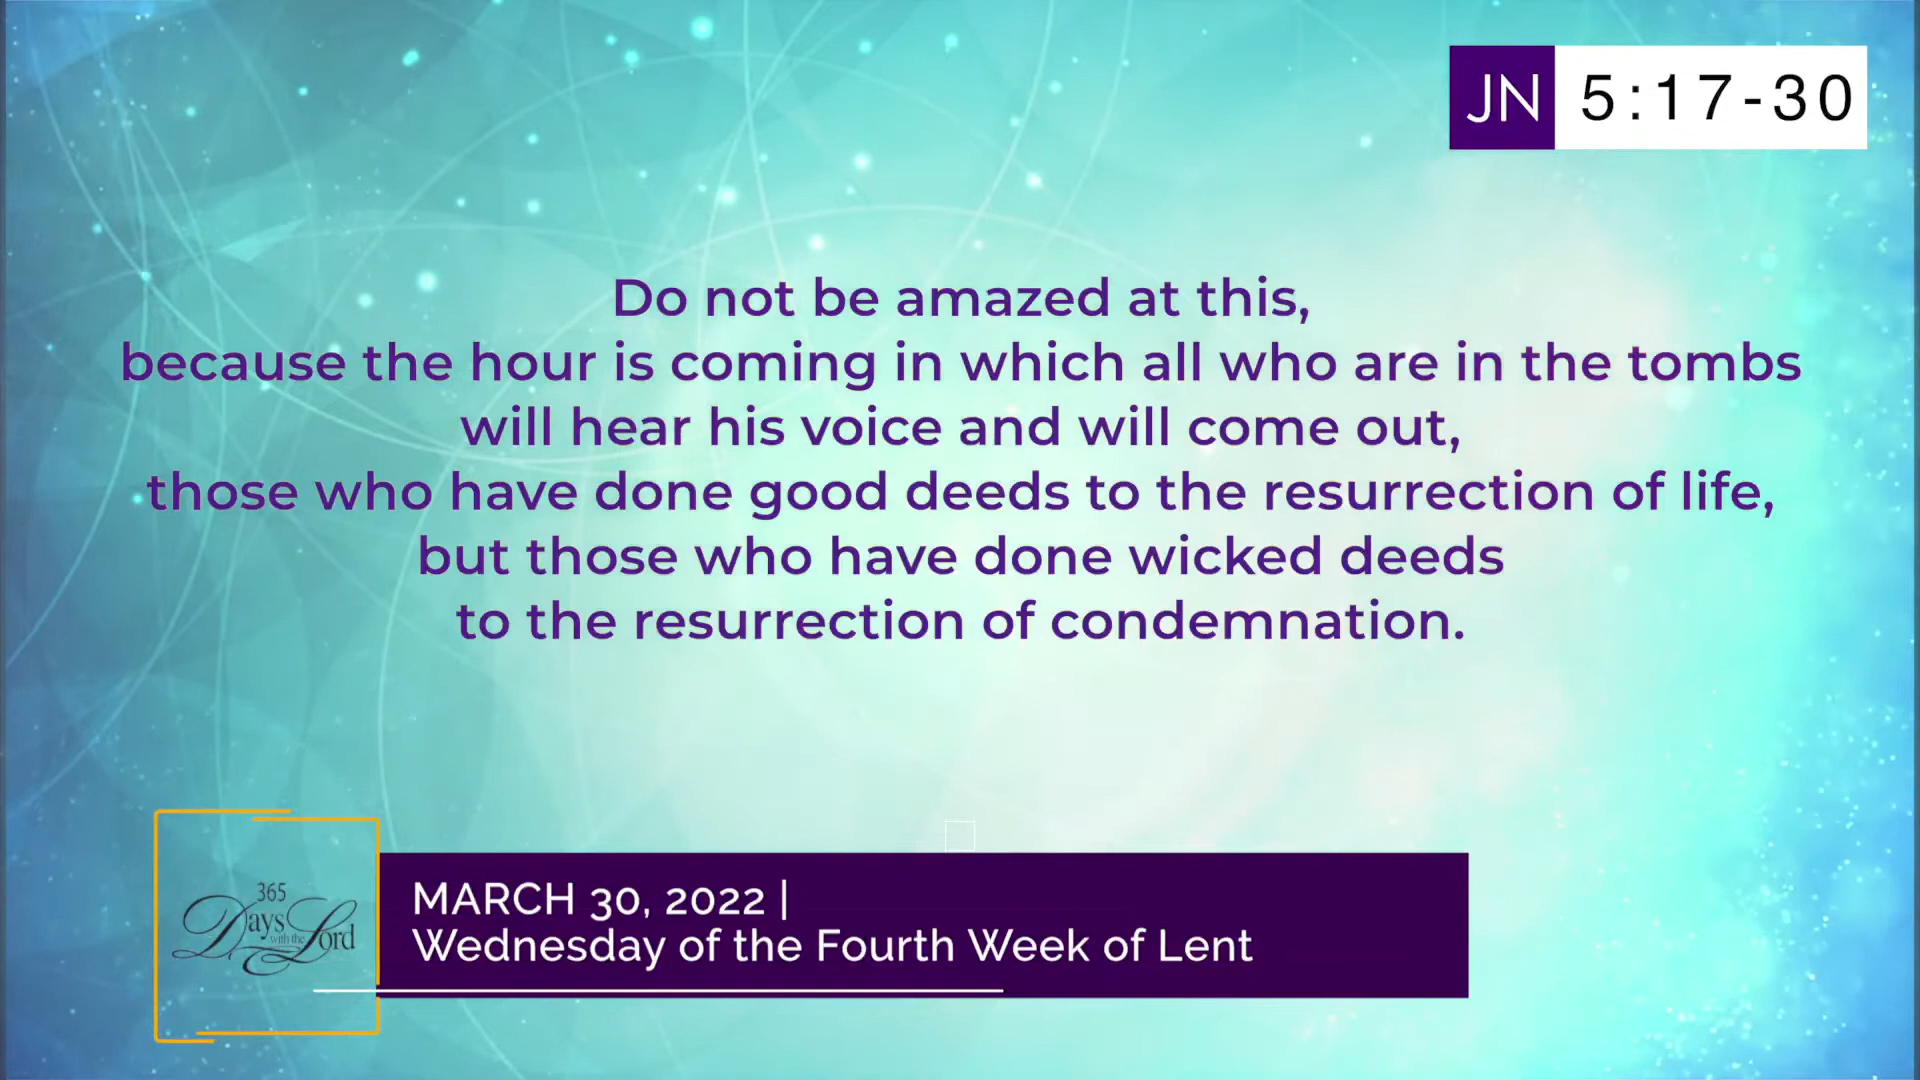 JN 5:17-30
Do not be amazed at this,
because the hour is coming in which all who are in the tombs
will hear his voice and will come out,
those who have done good deeds to the resurrection of life,
but those who have done wicked deeds
to the resurrection of condemnation.
365
Days with the Lord
MARCH 30, 2022 |
Wednesday of the Fourth Week of Lent